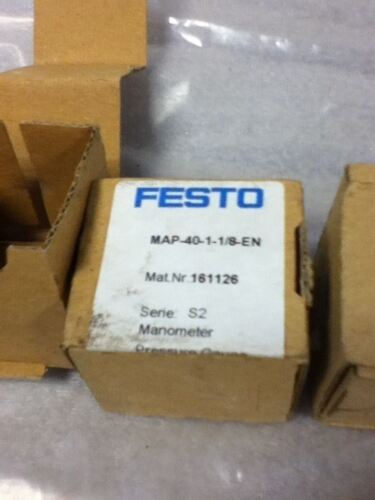 FESTO
MAP-40-1-1/8-EN
Mat.Nr.161126
Serie: S2
Manometer
Pressure Gauge